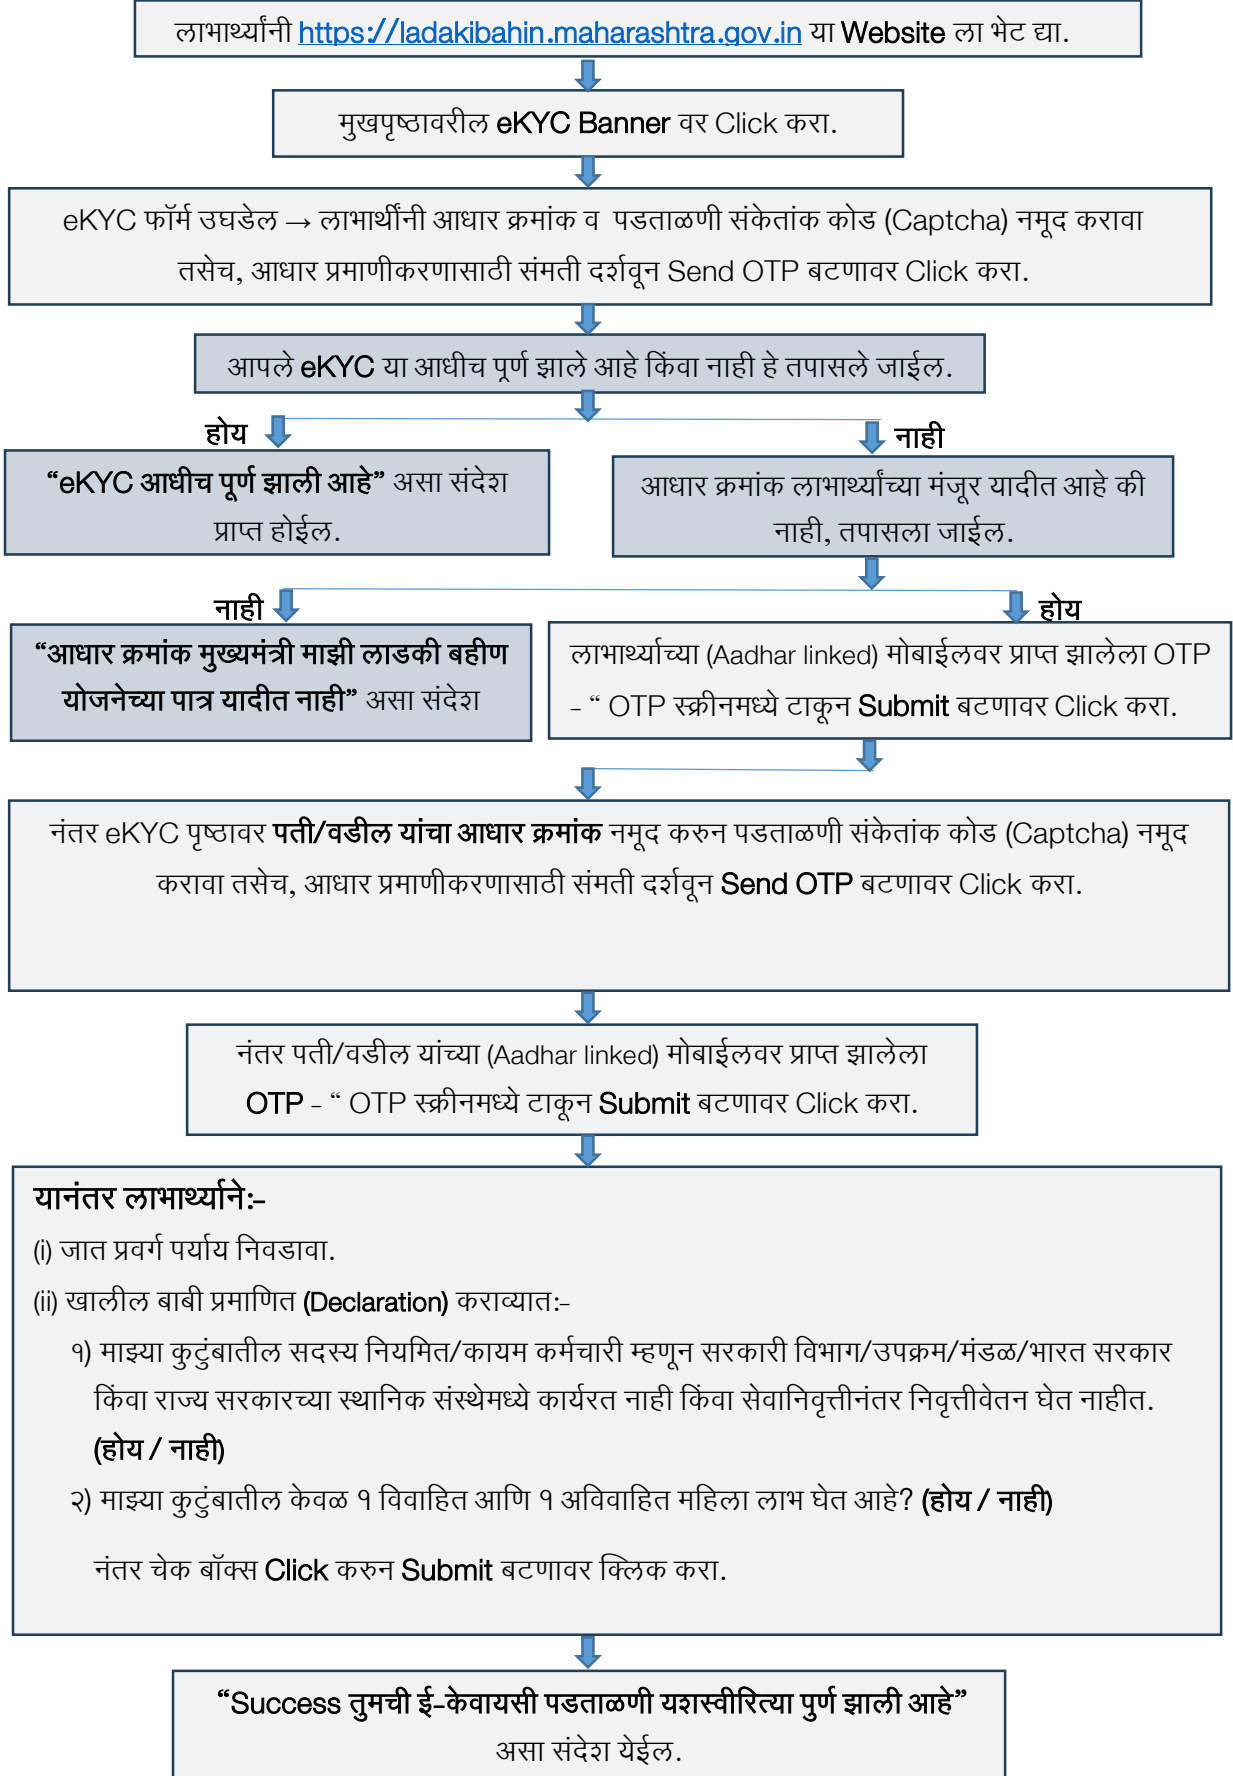 लाभार्थ्यांनी https://ladakibahin.maharashtra.gov.in या Website ला भेट द्या.
मुखपृष्ठावरील eKYC Banner वर Click करा.
eKYC फॉर्म उघडेल → लाभार्थींनी आधार क्रमांक व पडताळणी संकेतांक कोड (Captcha) नमूद करावा
तसेच, आधार प्रमाणीकरणासाठी संमती दर्शवून Send OTP बटणावर Click करा.
आपले eKYC या आधीच पूर्ण झाले आहे किंवा नाही हे तपासले जाईल.
होय
नाही
“eKYC आधीच पूर्ण झाली आहे” असा संदेश
प्राप्त होईल.
आधार क्रमांक लाभार्थ्यांच्या मंजूर यादीत आहे की
नाही, तपासला जाईल.
नाही
होय
“आधार क्रमांक मुख्यमंत्री माझी लाडकी बहीण
योजनेच्या पात्र यादीत नाही” असा संदेश
लाभार्थ्याच्या (Aadhar linked) मोबाईलवर प्राप्त झालेला OTP
- “ OTP स्क्रीनमध्ये टाकून Submit बटणावर Click करा.
नंतर eKYC पृष्ठावर पती/वडील यांचा आधार क्रमांक नमूद करुन पडताळणी संकेतांक कोड (Captcha) नमूद
करावा तसेच, आधार प्रमाणीकरणासाठी संमती दर्शवून Send OTP बटणावर Click करा.
नंतर पती/वडील यांच्या (Aadhar linked) मोबाईलवर प्राप्त झालेला
OTP - “ OTP स्क्रीनमध्ये टाकून Submit बटणावर Click करा.
यानंतर लाभार्थ्याने:-
(i) जात प्रवर्ग पर्याय निवडावा.
(ii) खालील बाबी प्रमाणित (Declaration) कराव्यात:-
१) माझ्या कुटुंबातील सदस्य नियमित/कायम कर्मचारी म्हणून सरकारी विभाग/उपक्रम/मंडळ/भारत सरकार
किंवा राज्य सरकारच्या स्थानिक संस्थेमध्ये कार्यरत नाही किंवा सेवानिवृत्तीनंतर निवृत्तीवेतन घेत नाहीत.
(होय / नाही)
२) माझ्या कुटुंबातील केवळ १ विवाहित आणि १ अविवाहित महिला लाभ घेत आहे? (होय / नाही)
नंतर चेक बॉक्स Click करुन Submit बटणावर क्लिक करा.
“Success तुमची ई-केवायसी पडताळणी यशस्वीरित्या पुर्ण झाली आहे”
असा संदेश येईल.